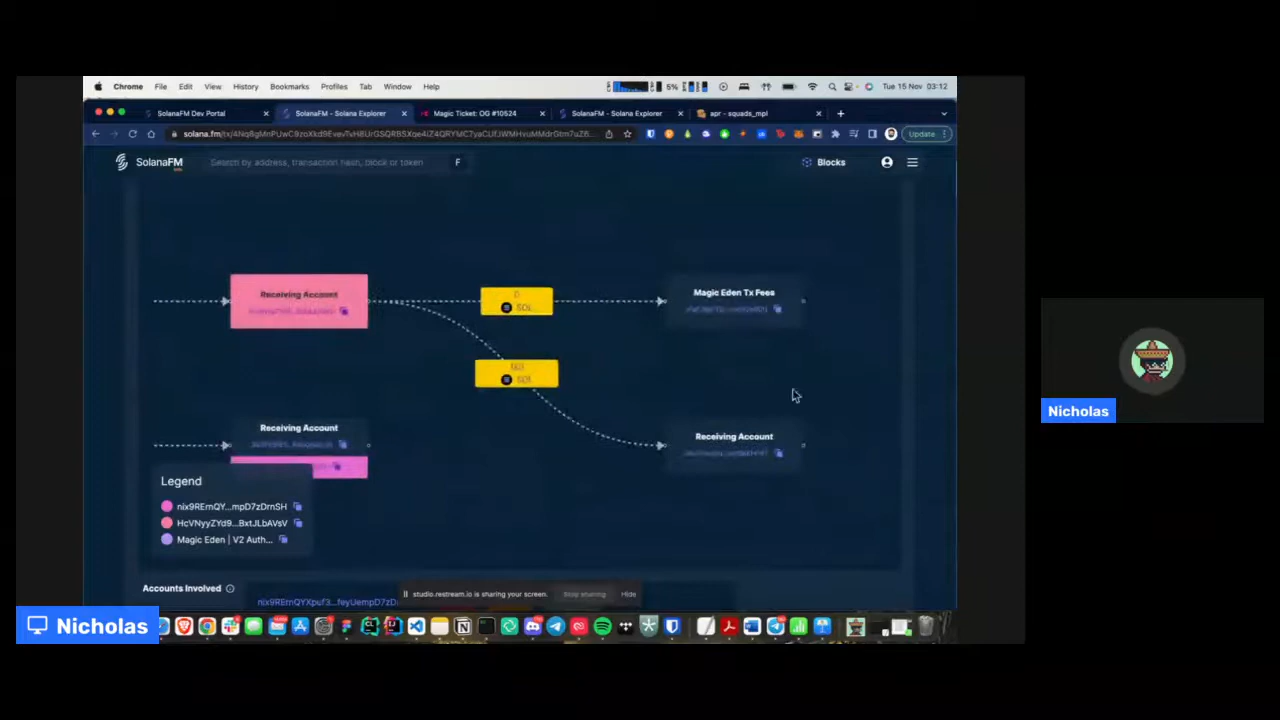 Chrome File Edit View History Bookmarks Profiles Tab Window Help 5% Tue 15 Nov 03:12
SolanaFM Dev Portal × SolanaFM - Solana Explorer × Magic Ticket: OG #10524 × SolanaFM - Solana Explorer × apr - squads_mpl × +
Update
SolanaFM Search by address, transaction hash, block or token F Blocks
Receiving Account
SOL
Magic Eden Tx Fees
SOL
Receiving Account
Receiving Account
Legend
nix9REmQY...mpD7zDrnSH
HcVNyyZYd9...BxtJLbAVsV
Magic Eden | V2 Auth...
Accounts Involved
studio.restream.io is sharing your screen. Stop sharing Hide
Nicholas
Nicholas